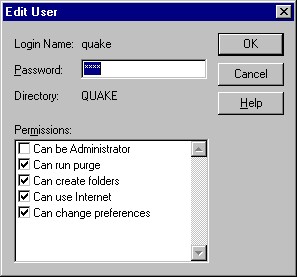 Edit User
Login Name: quake
OK
Password: ****
Cancel
Directory: QUAKE
Help
Permissions:
Can be Administrator
Can run purge
Can create folders
Can use Internet
Can change preferences